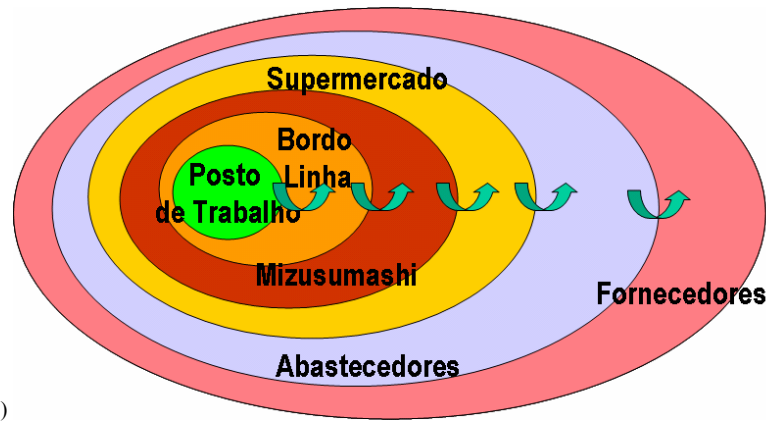 Supermercado
Bordo
Linha
Posto
de Trabalho
Mizusumashi
Fornecedores
Abastecedores
)